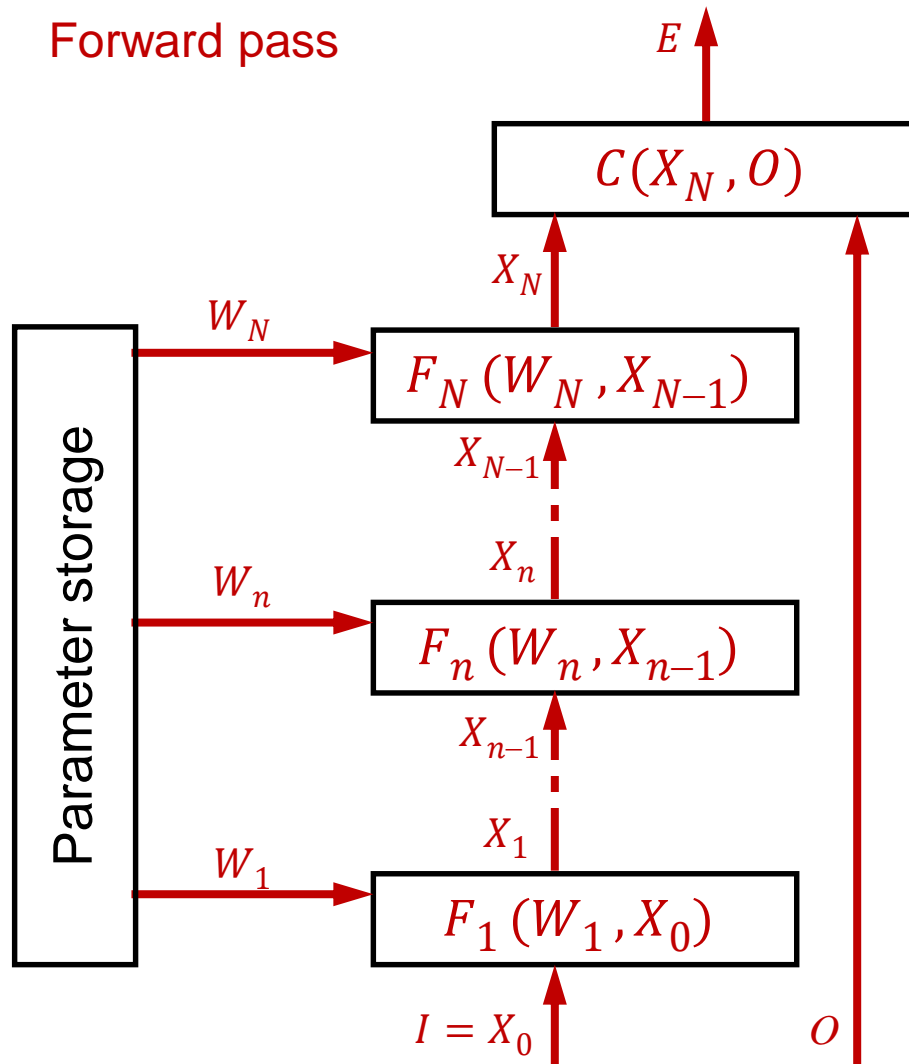 Forward pass
E
C(X_N, O)
X_N
W_N
F_N(W_N, X_{N−1})
X_{N−1}
X_n
W_n
F_n(W_n, X_{n−1})
X_{n−1}
X_1
W_1
F_1(W_1, X_0)
I = X_0
O
Parameter storage